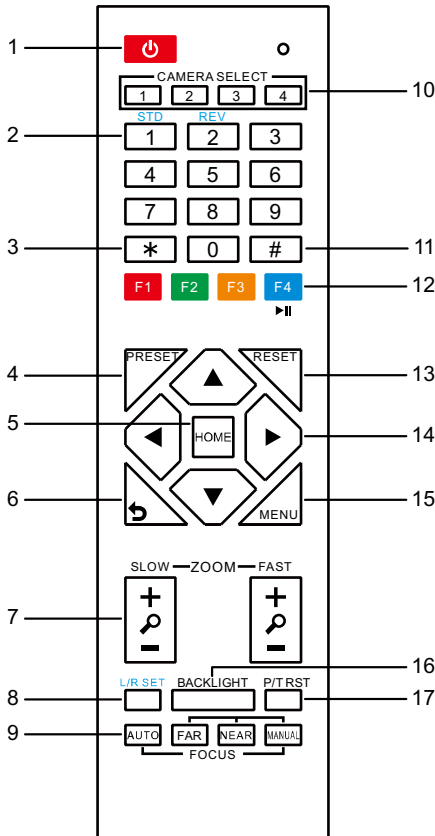 1
CAMERA SELECT
1 2 3 4
10
STD REV
2
1 2 3
4 5 6
7 8 9
3
* 0 #
11
F1 F2 F3 F4
12
4
PRESET RESET
13
5
HOME
14
6
MENU
15
SLOW ZOOM FAST
7
+ +
− −
16
L/R SET BACKLIGHT P/T RST
8
17
9
AUTO FAR NEAR MANUAL
FOCUS